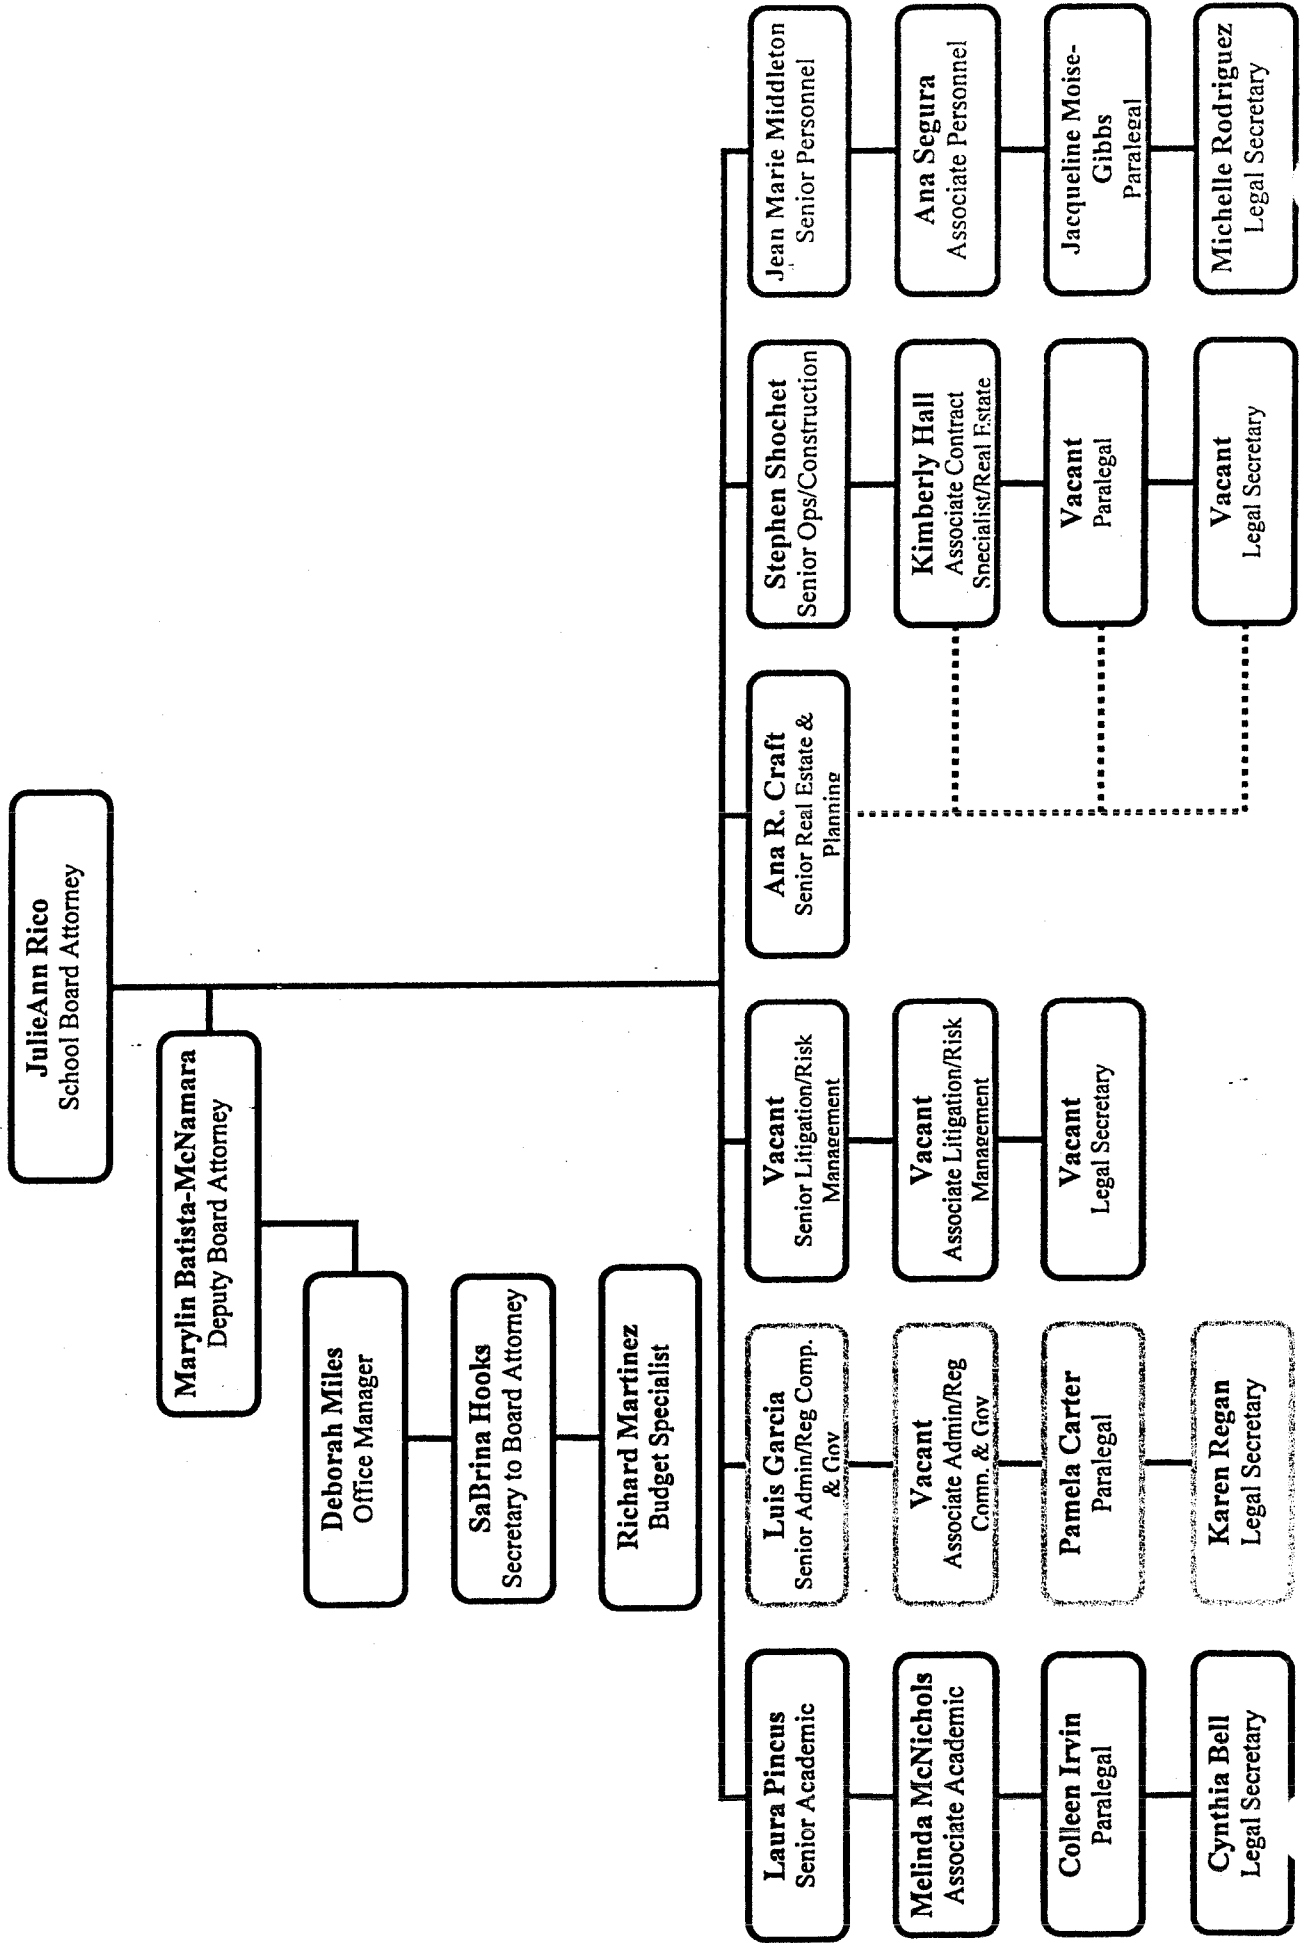 JulieAnn Rico
School Board Attorney
Marylin Batista-McNamara
Deputy Board Attorney
Deborah Miles
Office Manager
SaBrina Hooks
Secretary to Board Attorney
Richard Martinez
Budget Specialist
Laura Pincus
Senior Academic
Melinda McNichols
Associate Academic
Colleen Irvin
Paralegal
Cynthia Bell
Legal Secretary
Luis Garcia
Senior Admin/Reg Comp.
& Gov
Vacant
Associate Admin/Reg
Comp. & Gov
Pamela Carter
Paralegal
Karen Regan
Legal Secretary
Vacant
Senior Litigation/Risk
Management
Vacant
Associate Litigation/Risk
Management
Vacant
Legal Secretary
Ana R. Craft
Senior Real Estate &
Planning
Stephen Shochet
Senior Ops/Construction
Kimberly Hall
Associate Contract
Specialist/Real Estate
Vacant
Paralegal
Vacant
Legal Secretary
Jean Marie Middleton
Senior Personnel
Ana Segura
Associate Personnel
Jacqueline Moise-
Gibbs
Paralegal
Michelle Rodriguez
Legal Secretary